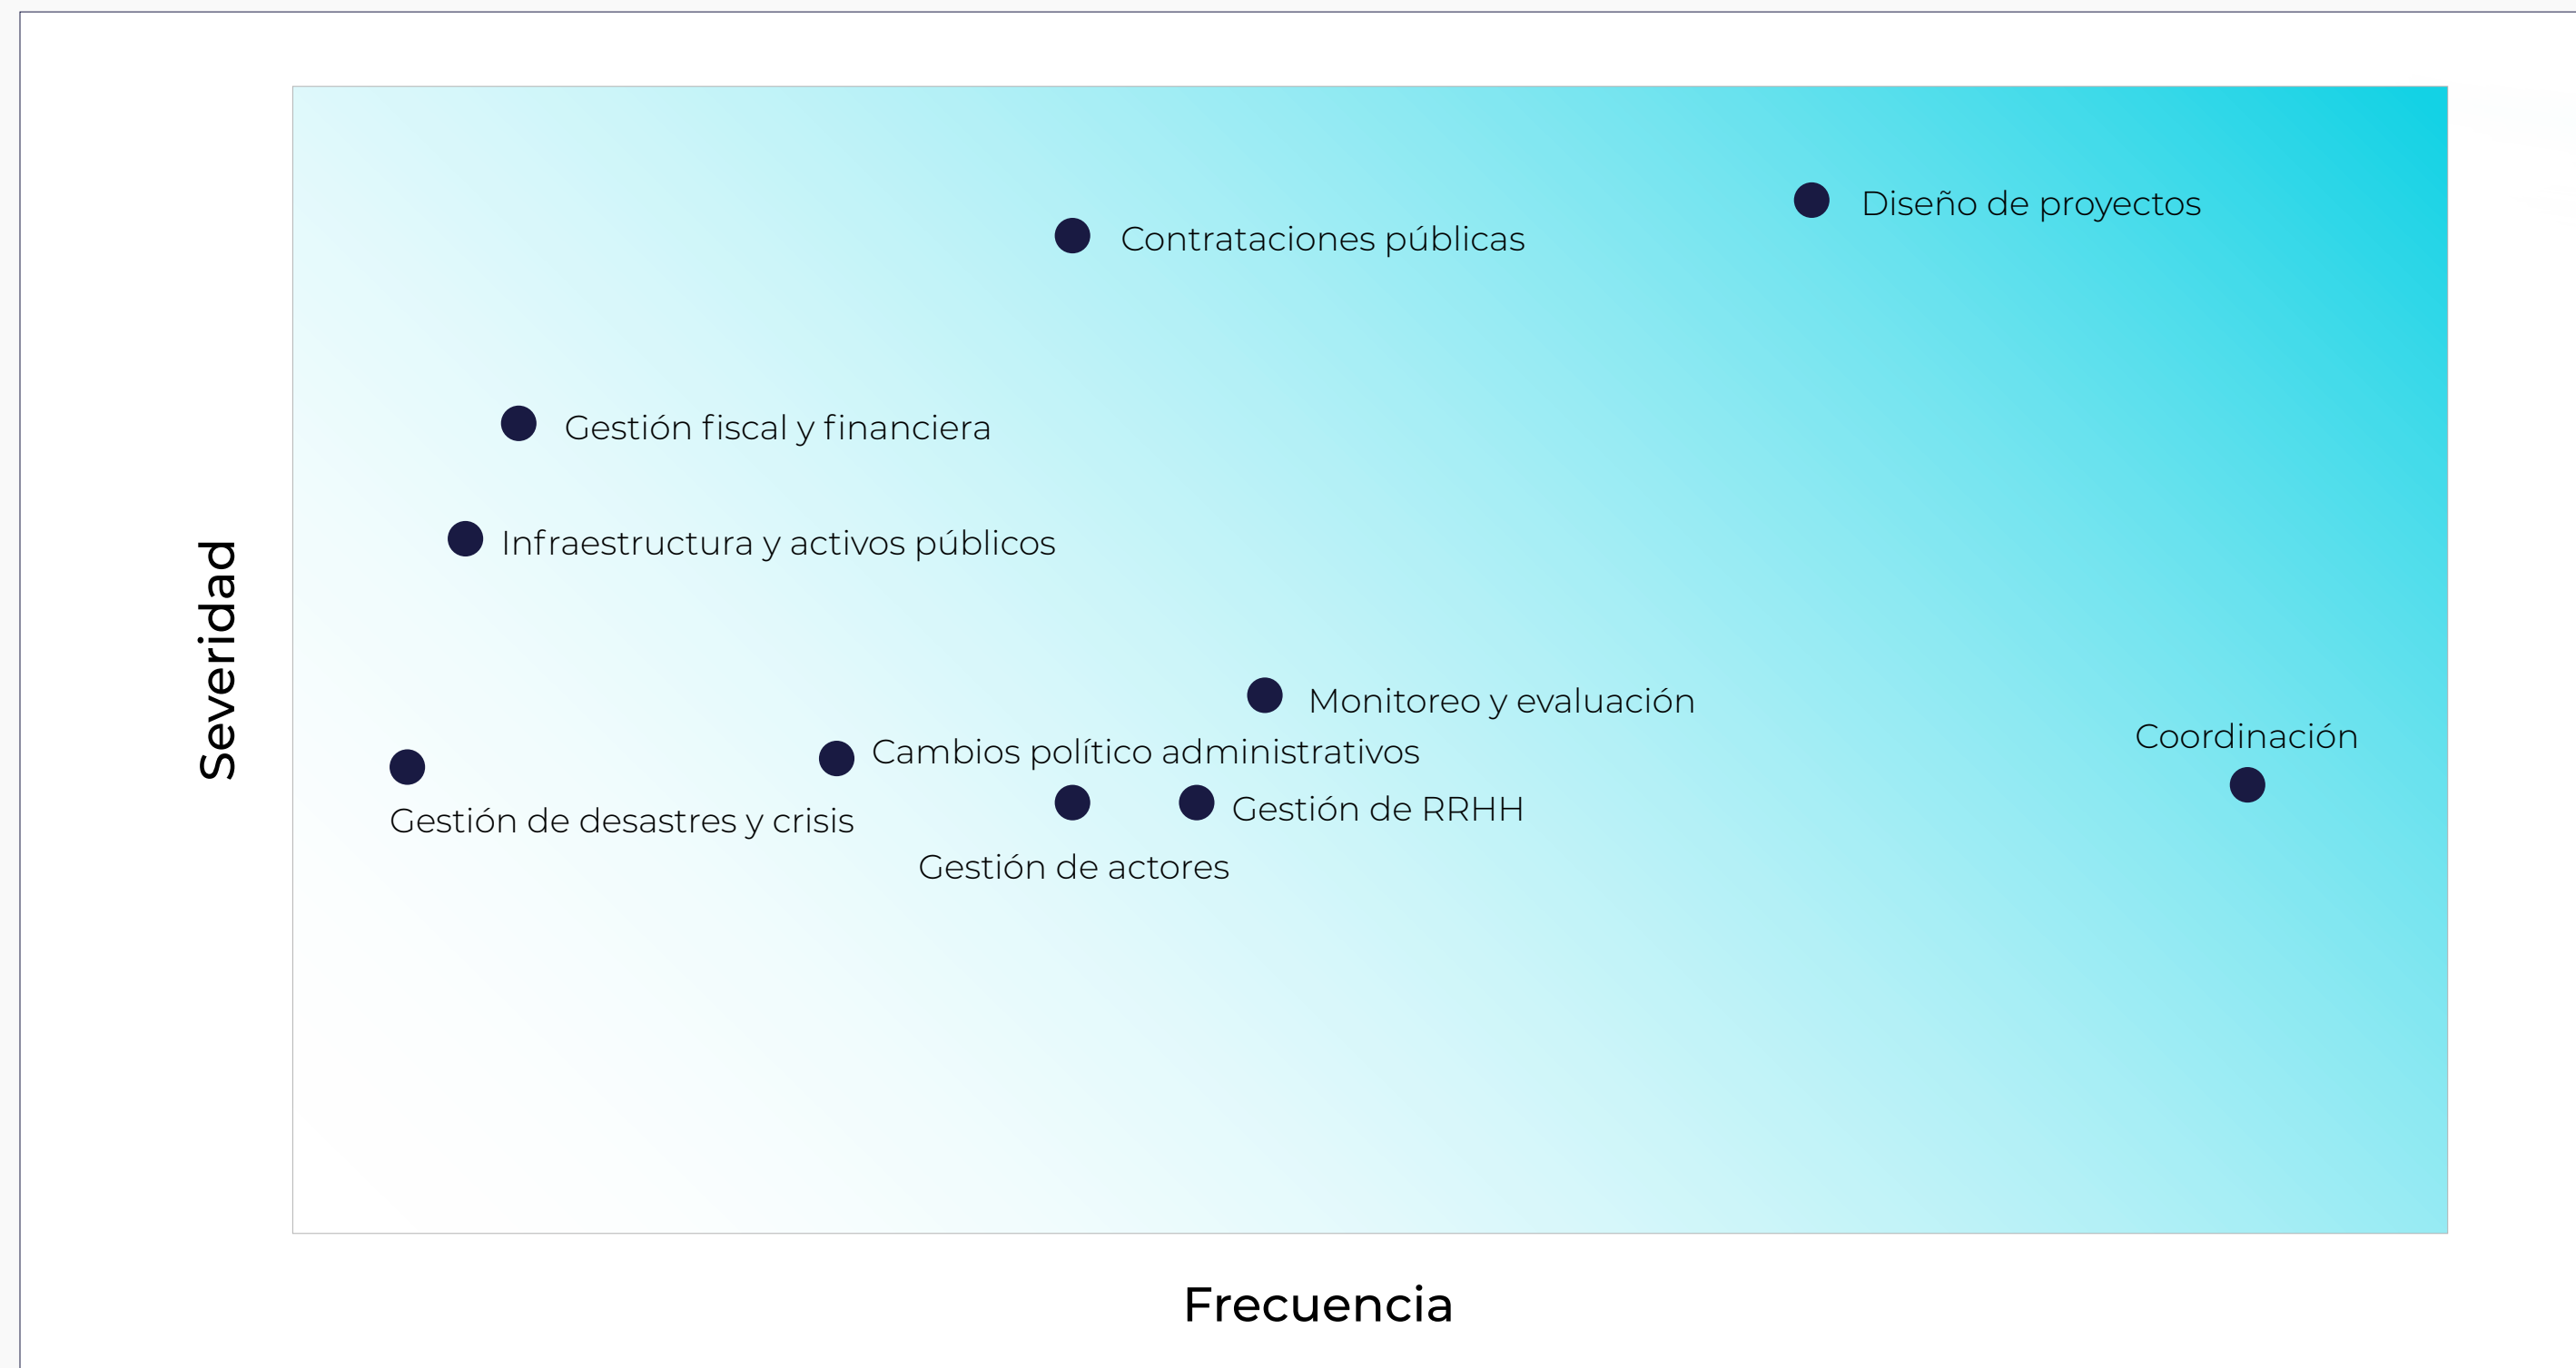 Diseño de proyectos
Contrataciones públicas
Gestión fiscal y financiera
Infraestructura y activos públicos
Severidad
Monitoreo y evaluación
Coordinación
Cambios político administrativos
Gestión de RRHH
Gestión de desastres y crisis
Gestión de actores
Frecuencia